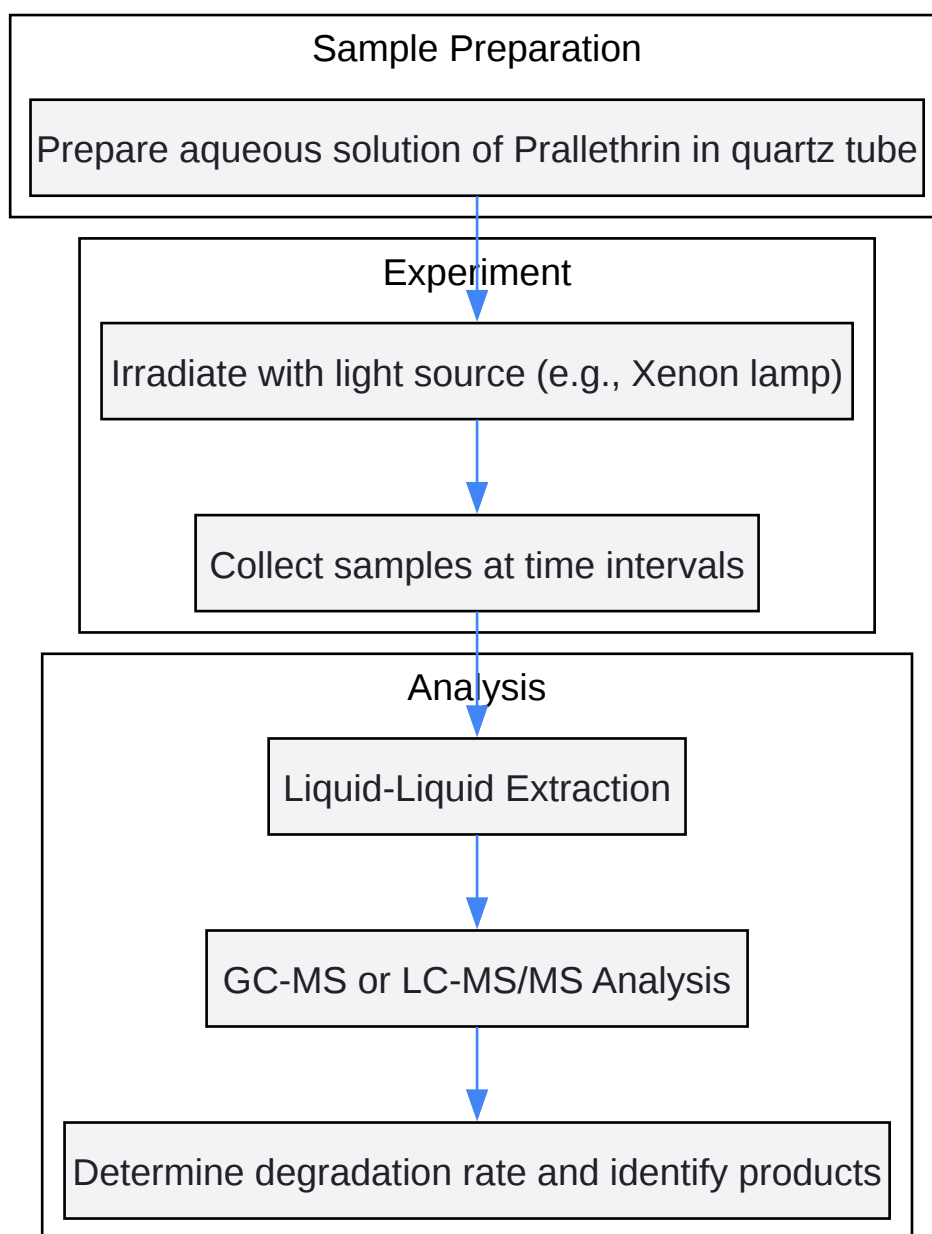 Sample Preparation
Prepare aqueous solution of Prallethrin in quartz tube
Experiment
Irradiate with light source (e.g., Xenon lamp)
Collect samples at time intervals
Analysis
Liquid-Liquid Extraction
GC-MS or LC-MS/MS Analysis
Determine degradation rate and identify products